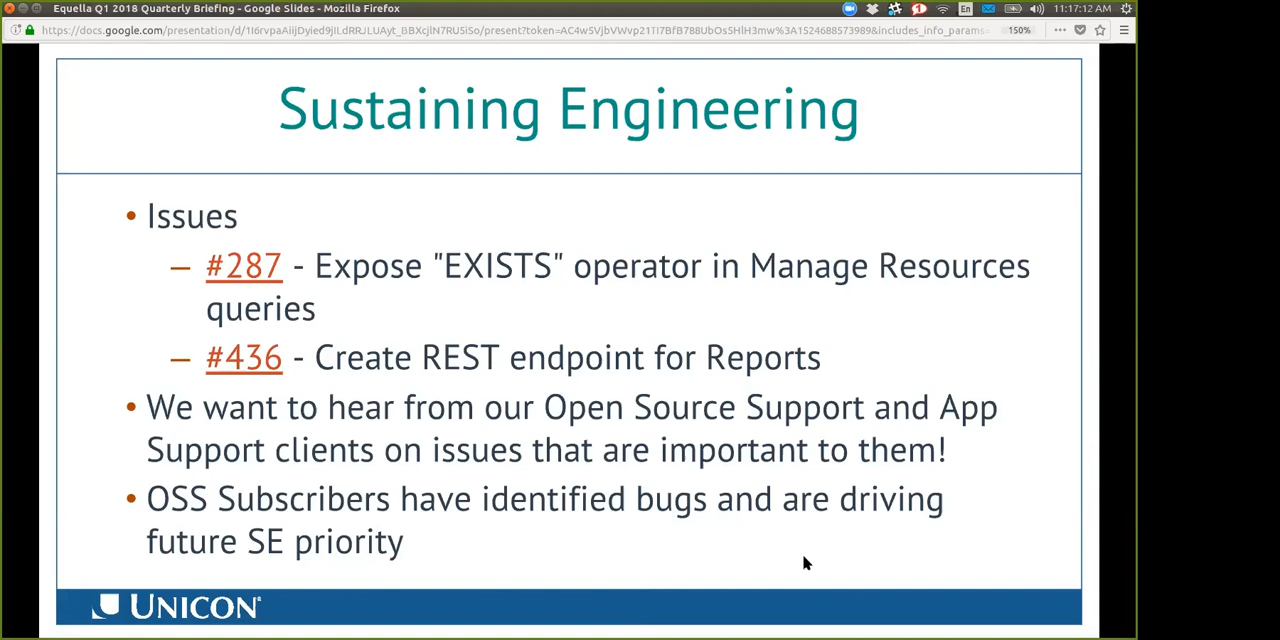 Equella Q1 2018 Quarterly Briefing - Google Slides - Mozilla Firefox
1
En
11:17:12 AM
150%
Sustaining Engineering
• Issues
– #287 - Expose "EXISTS" operator in Manage Resources
queries
– #436 - Create REST endpoint for Reports
• We want to hear from our Open Source Support and App
Support clients on issues that are important to them!
• OSS Subscribers have identified bugs and are driving
future SE priority
UNICON®